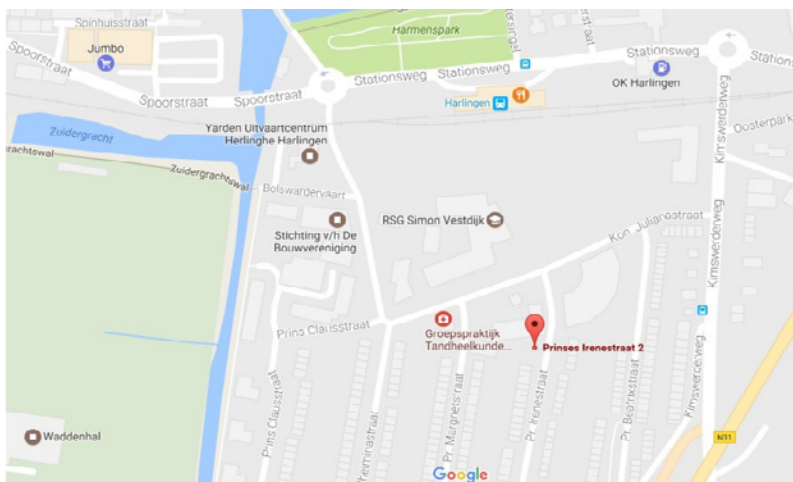 Spinhuisstraat
Jumbo
Spoorstraat
Spoorstraat
Spoorstraat
Harmenspark
Stationsweg
Stationsweg
Stationsweg
Harlingen
OK Harlingen
Kimswerderweg
Oosterpark
Zuidergracht
Zuidergrachtswal
Yarden Uitvaartcentrum
Herlinghe Harlingen
Bolswardervaart
Stichting v/h De
Bouwvereniging
RSG Simon Vestdijk
Kon. Julianastraat
Kimswerderweg
Prins Clausstraat
Groepspraktijk
Tandheelkunde...
Prinses Irenestraat 2
Prins Clausstraat
Pr. Margrietstraat
Pr. Irenestraat
Pr. Beatrixstraat
Kimswerderweg
Waddenhal
N31
Google